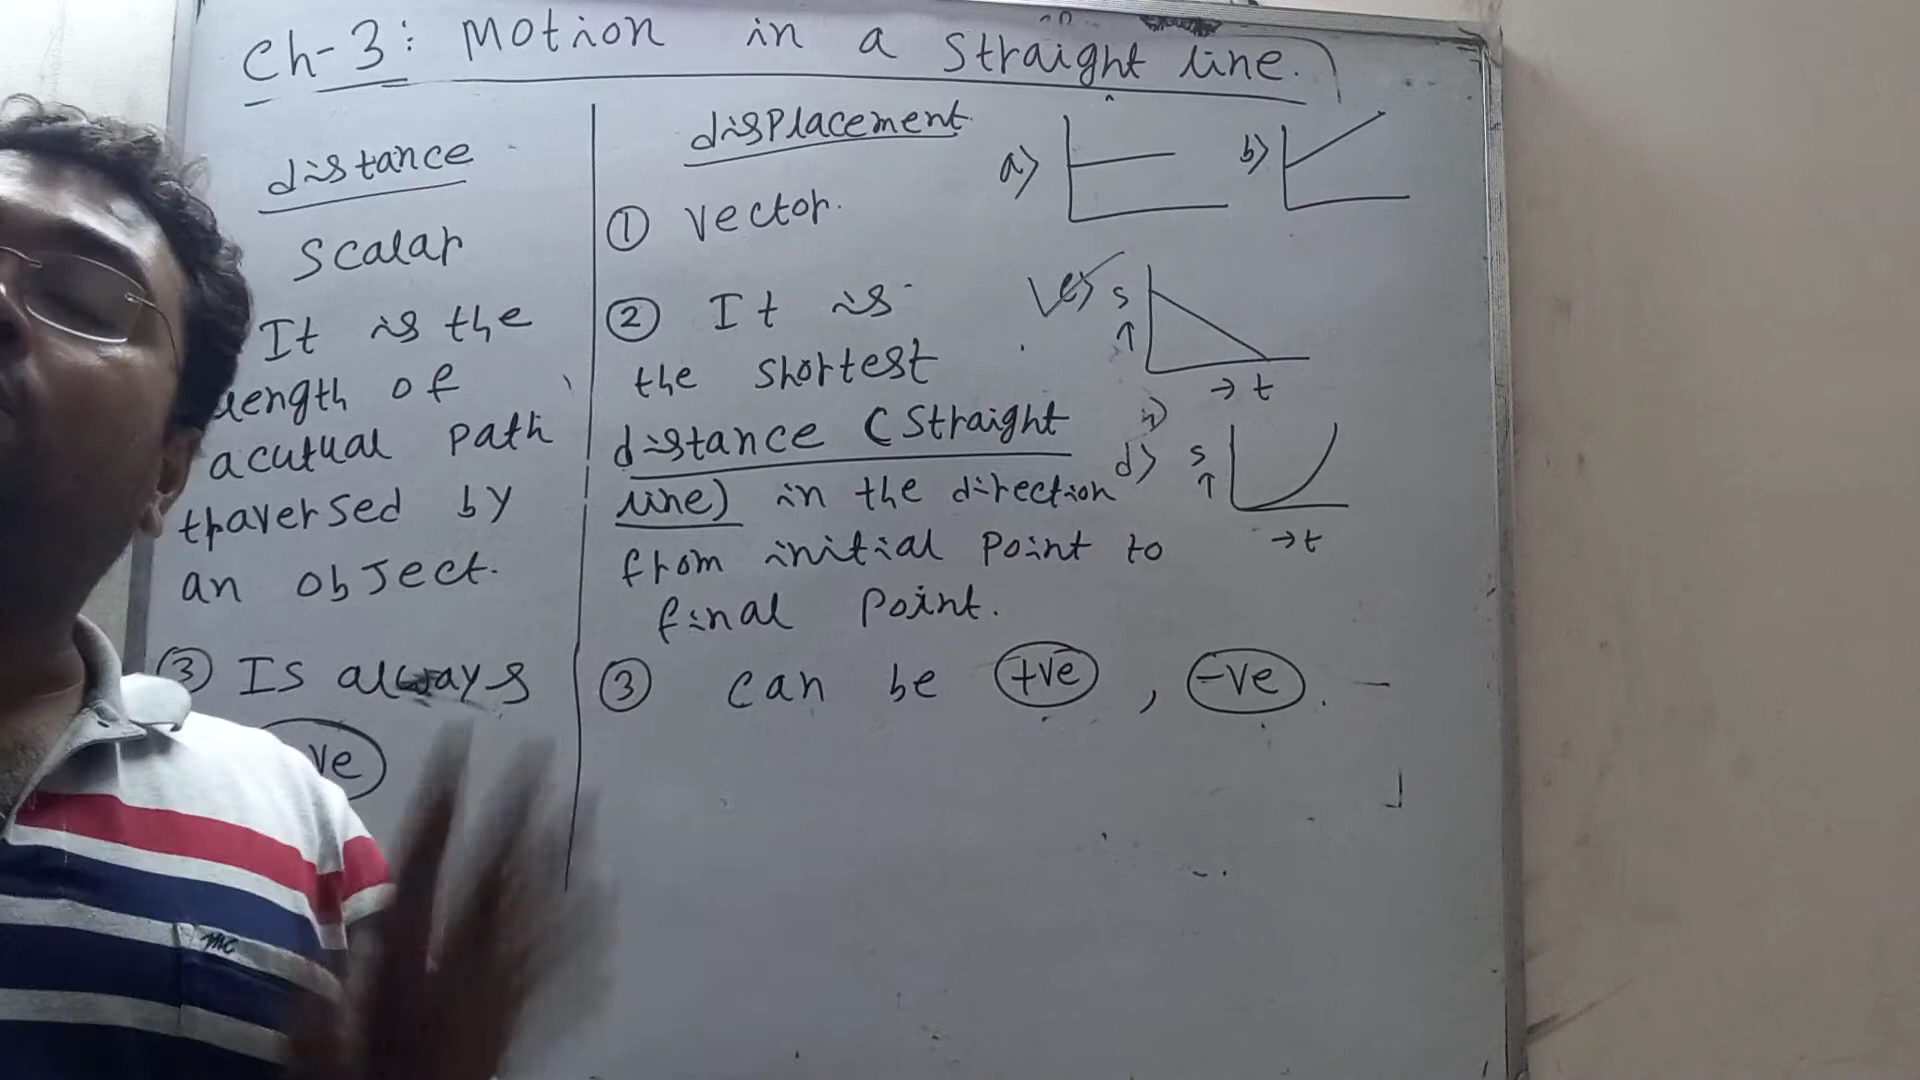 Ch-3: Motion in a straight line.
distance
scalar
It is the
length of
acutual path
traversed by
an object.
③ Is always
ve
displacement
① vector.
② It is
the shortest
distance (straight
line) in the direction
from initial point to
final point.
③ can be +ve, -ve.
a)
b)
c) s
↑
→ t
d) s
↑
→ t
MC